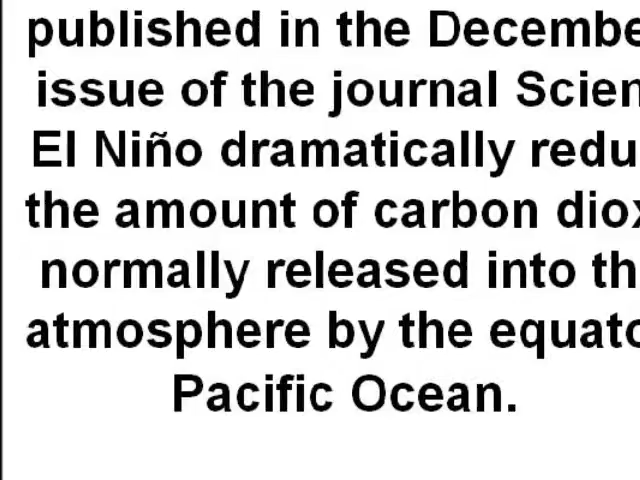 published in the Decembe
issue of the journal Scien
El Niño dramatically redu
the amount of carbon diox
normally released into th
atmosphere by the equato
Pacific Ocean.